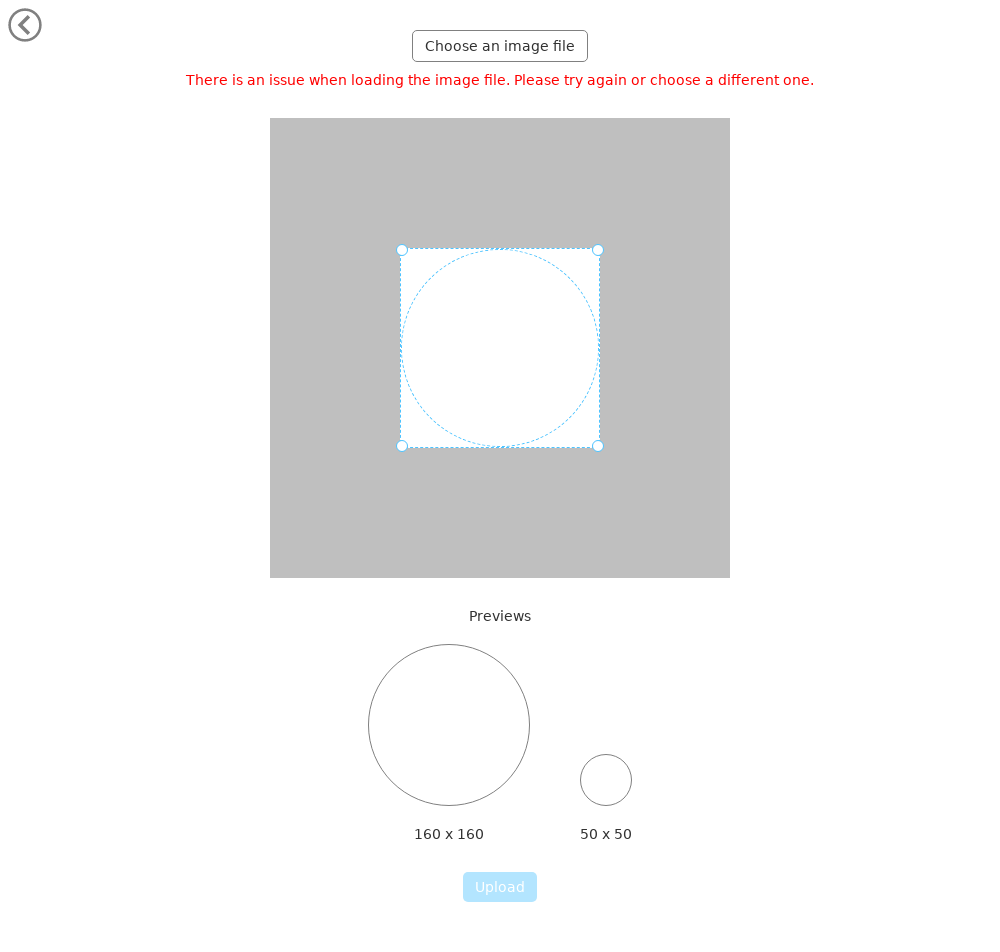 Choose an image file
There is an issue when loading the image file. Please try again or choose a different one.
Previews
160 x 160
50 x 50
Upload